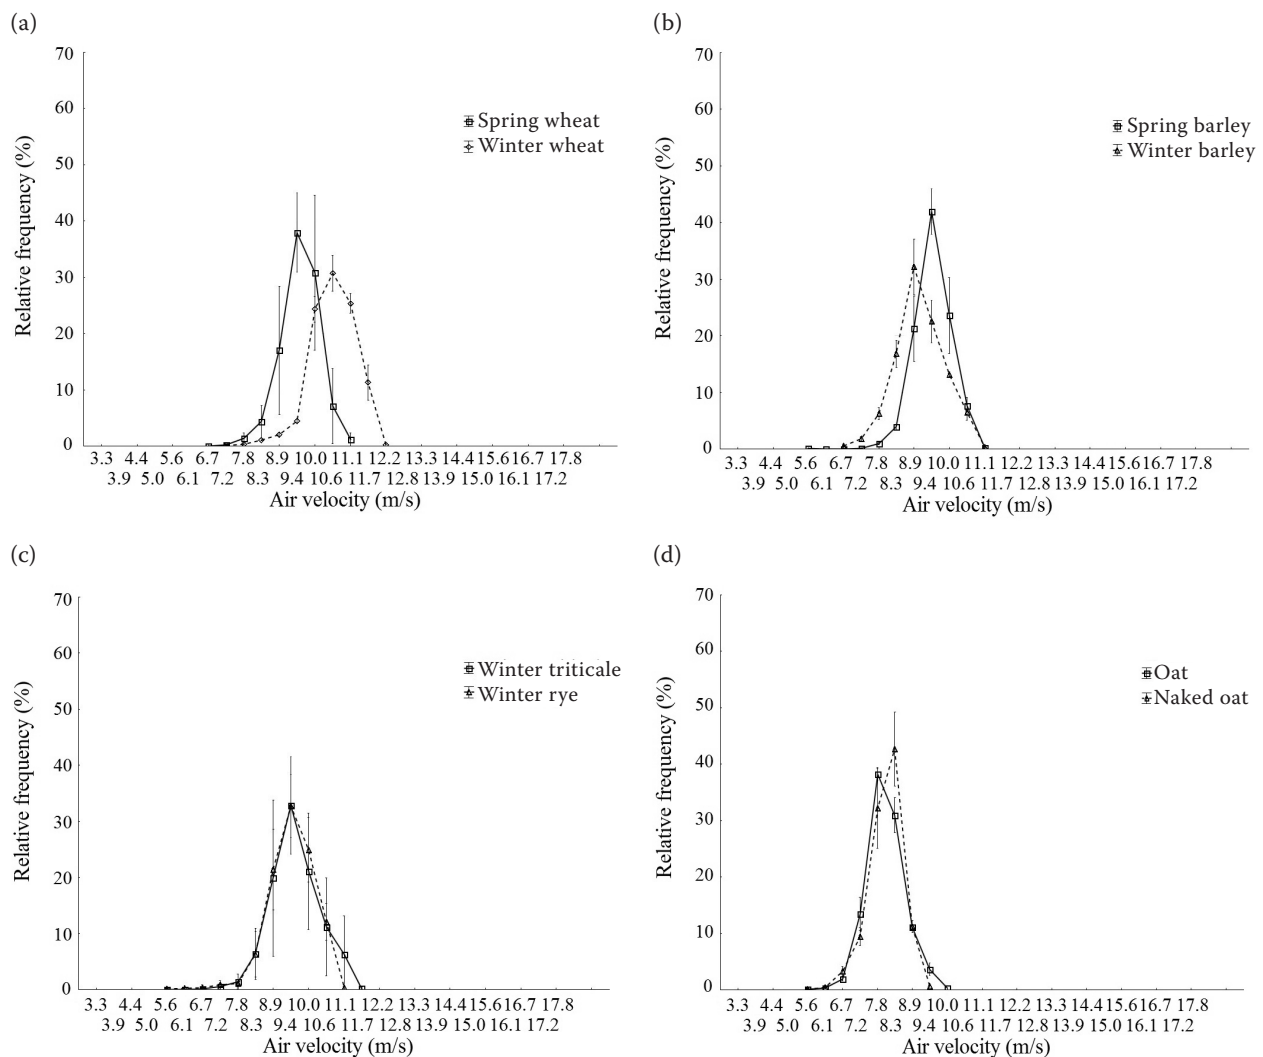 (a)
70
60
50
40
30
20
10
0
Relative frequency (%)
Spring wheat
Winter wheat
3.3 4.4 5.6 6.7 7.8 8.9 10.0 11.1 12.2 13.3 14.4 15.6 16.7 17.8
3.9 5.0 6.1 7.2 8.3 9.4 10.6 11.7 12.8 13.9 15.0 16.1 17.2
Air velocity (m/s)
(b)
70
60
50
40
30
20
10
0
Relative frequency (%)
Spring barley
Winter barley
3.3 4.4 5.6 6.7 7.8 8.9 10.0 11.1 12.2 13.3 14.4 15.6 16.7 17.8
3.9 5.0 6.1 7.2 8.3 9.4 10.6 11.7 12.8 13.9 15.0 16.1 17.2
Air velocity (m/s)
(c)
70
60
50
40
30
20
10
0
Relative frequency (%)
Winter triticale
Winter rye
3.3 4.4 5.6 6.7 7.8 8.9 10.0 11.1 12.2 13.3 14.4 15.6 16.7 17.8
3.9 5.0 6.1 7.2 8.3 9.4 10.6 11.7 12.8 13.9 15.0 16.1 17.2
Air velocity (m/s)
(d)
70
60
50
40
30
20
10
0
Relative frequency (%)
Oat
Naked oat
3.3 4.4 5.6 6.7 7.8 8.9 10.0 11.1 12.2 13.3 14.4 15.6 16.7 17.8
3.9 5.0 6.1 7.2 8.3 9.4 10.6 11.7 12.8 13.9 15.0 16.1 17.2
Air velocity (m/s)